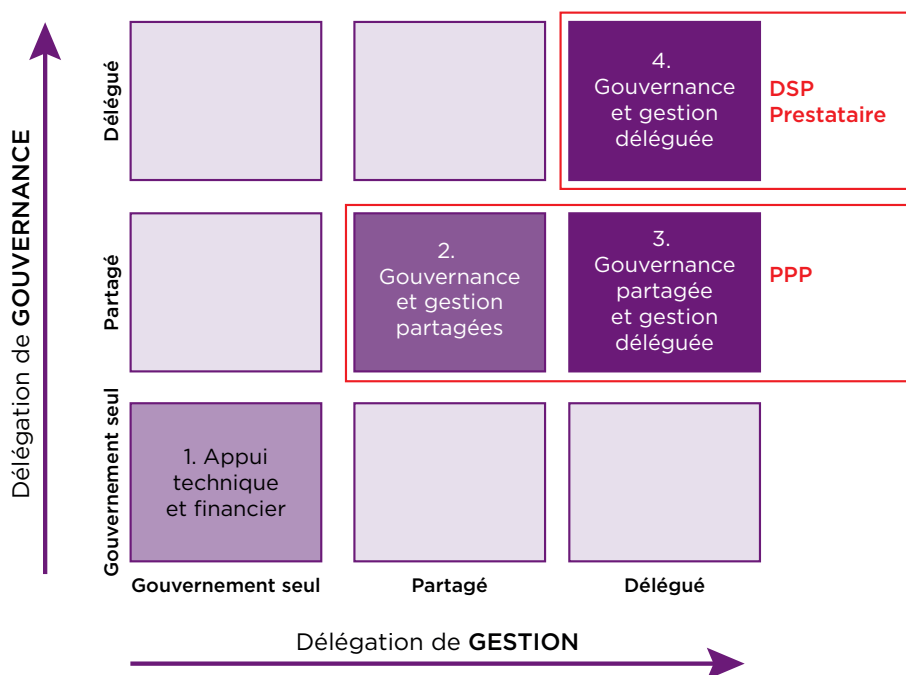 Délégation de GOUVERNANCE
Délégué
4.
Gouvernance
et gestion
déléguée
DSP
Prestataire
Partagé
2.
Gouvernance
et gestion
partagées
3.
Gouvernance
partagée
et gestion
déléguée
PPP
Gouvernement seul
1. Appui
technique
et financier
Gouvernement seul
Partagé
Délégué
Délégation de GESTION